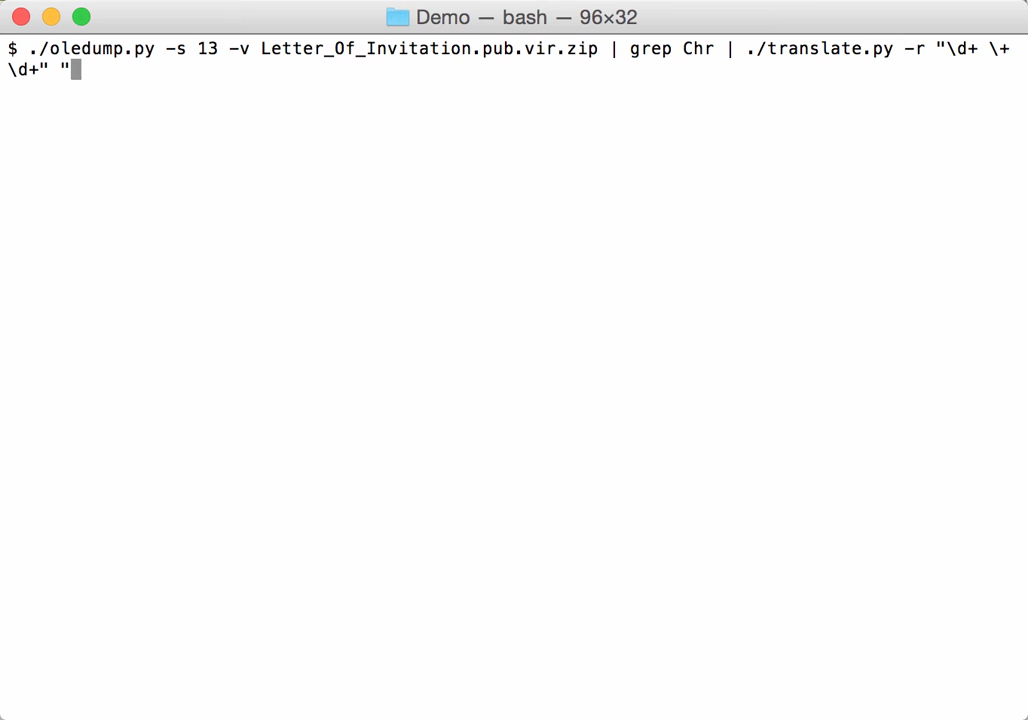 Demo — bash — 96×32
$ ./oledump.py -s 13 -v Letter_Of_Invitation.pub.vir.zip | grep Chr | ./translate.py -r "\d+ \+
\d+" "